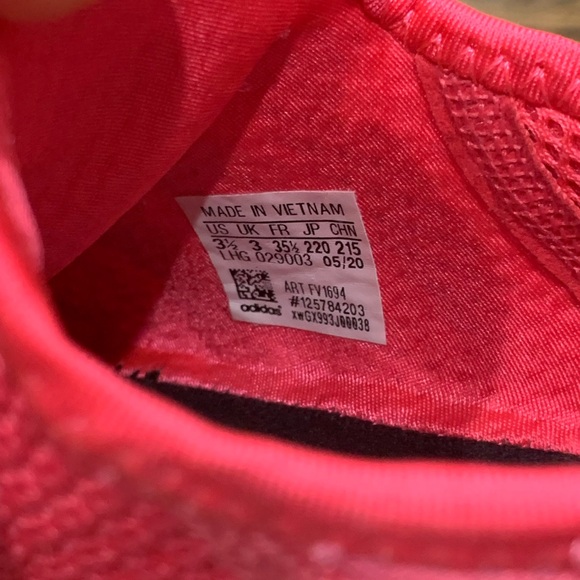 MADE IN VIETNAM
US UK FR JP CHN
3½ 3 35½ 220 215
LHG 029003 05/20
ART FV1694
#125784203
adidas
xwGX993J00038